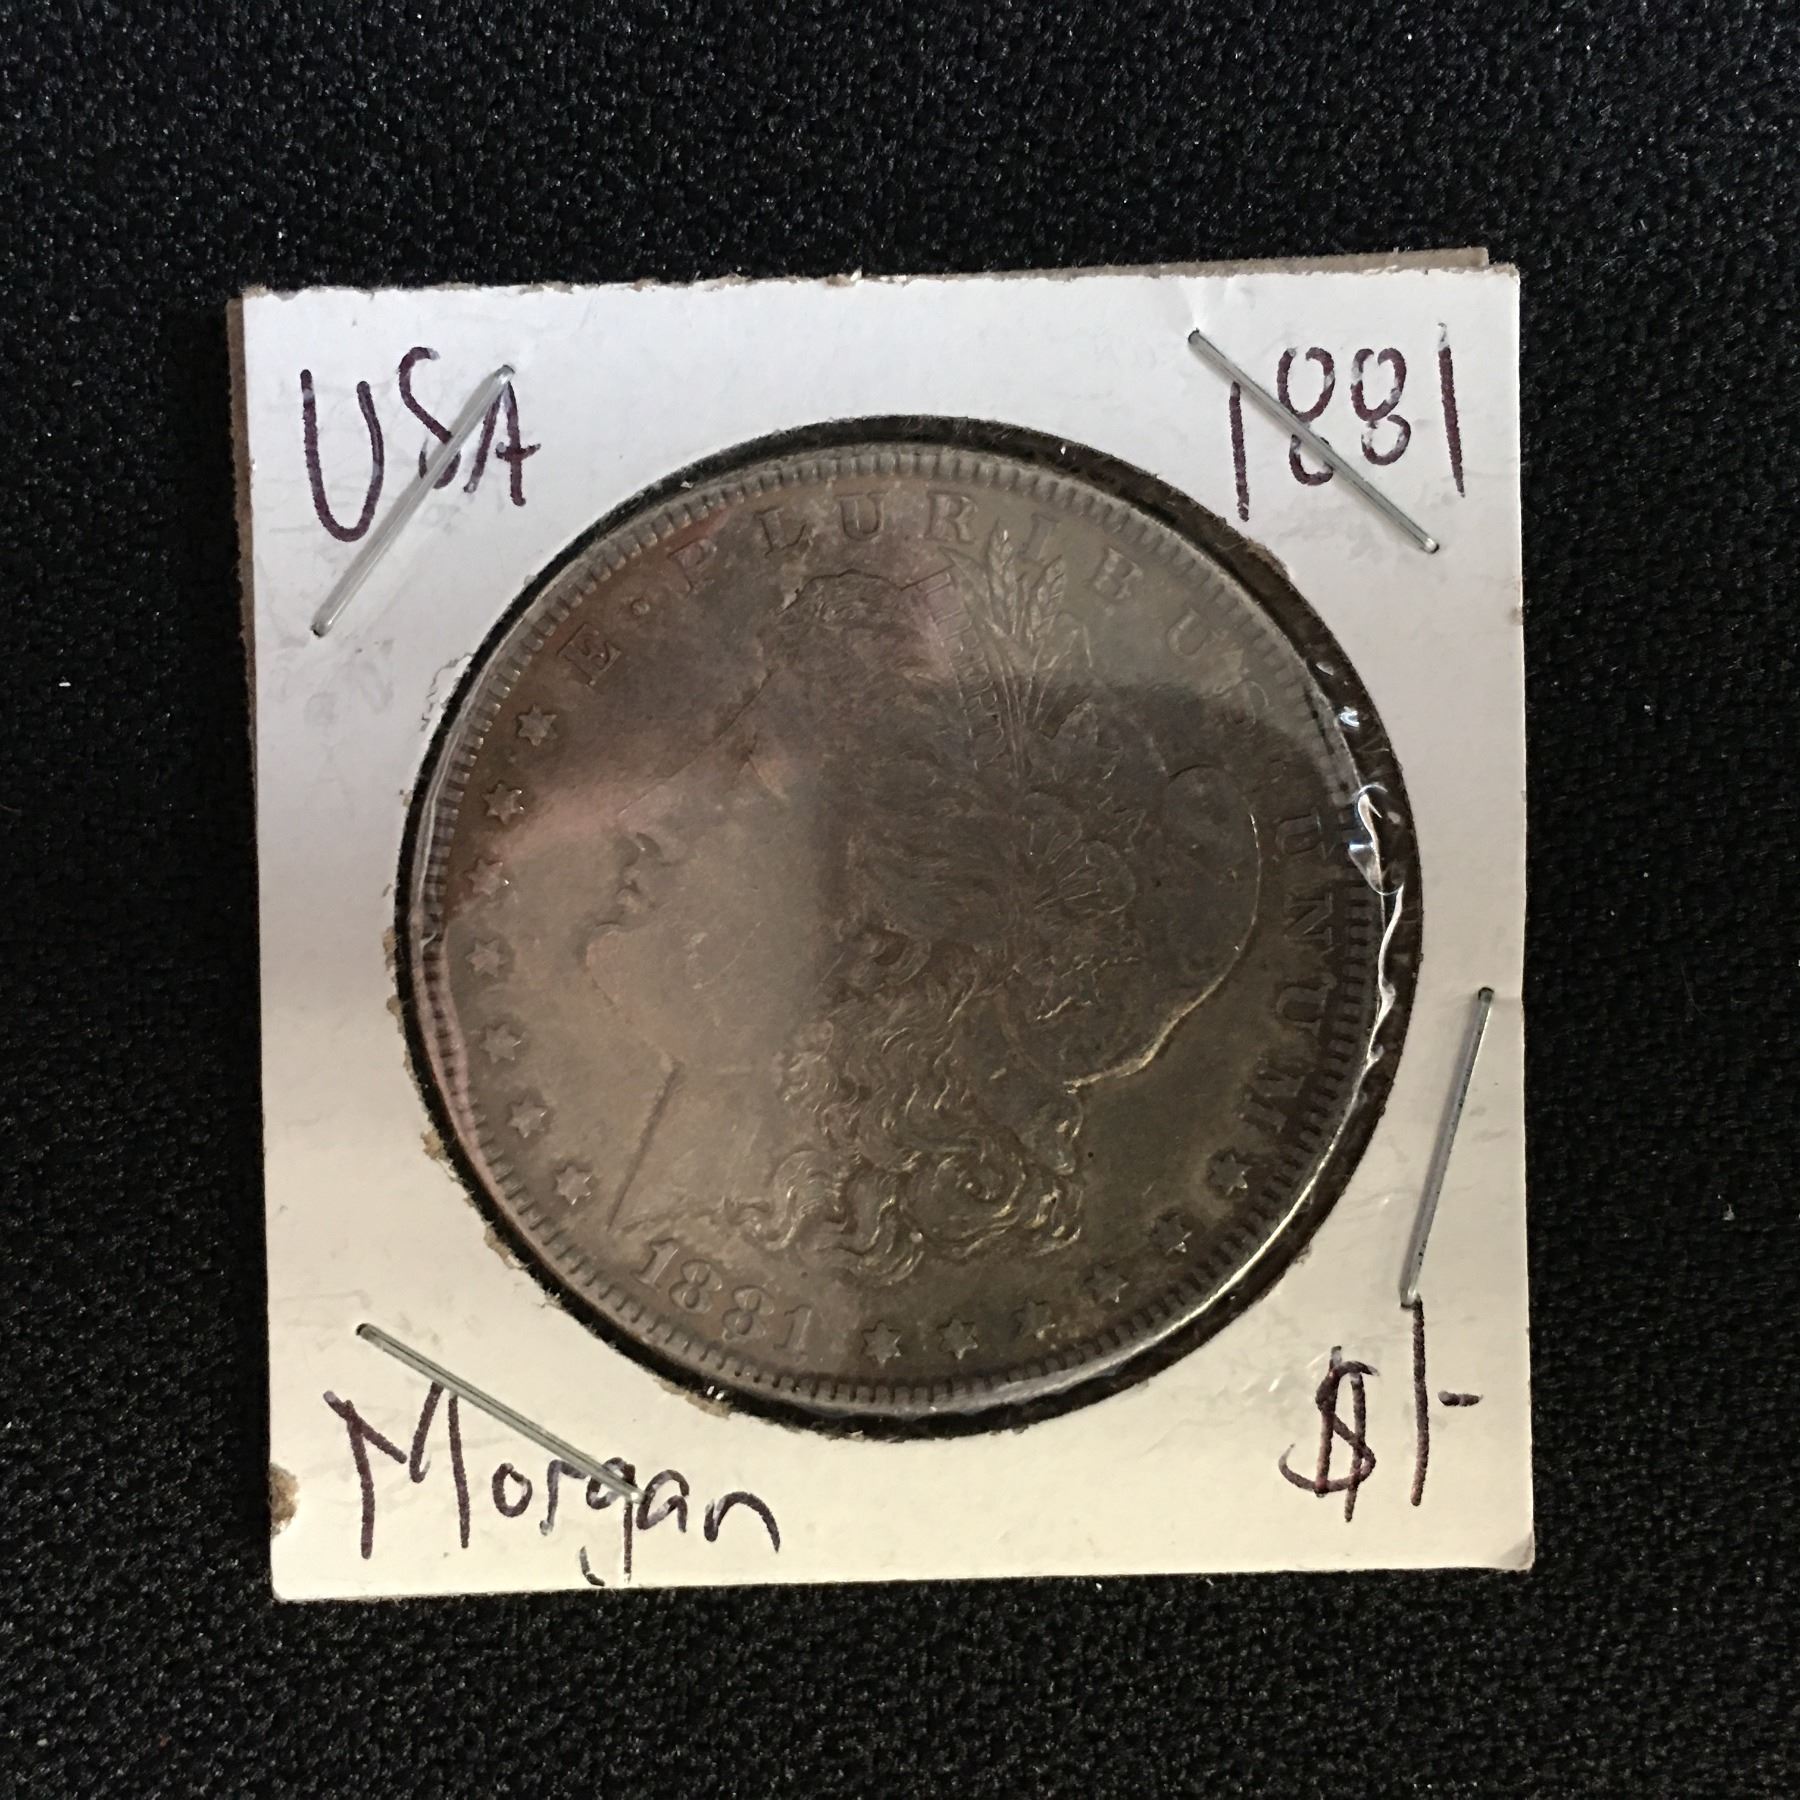 USA
1881
E · PLURIBUS · UNUM
1881
Morgan
$1-